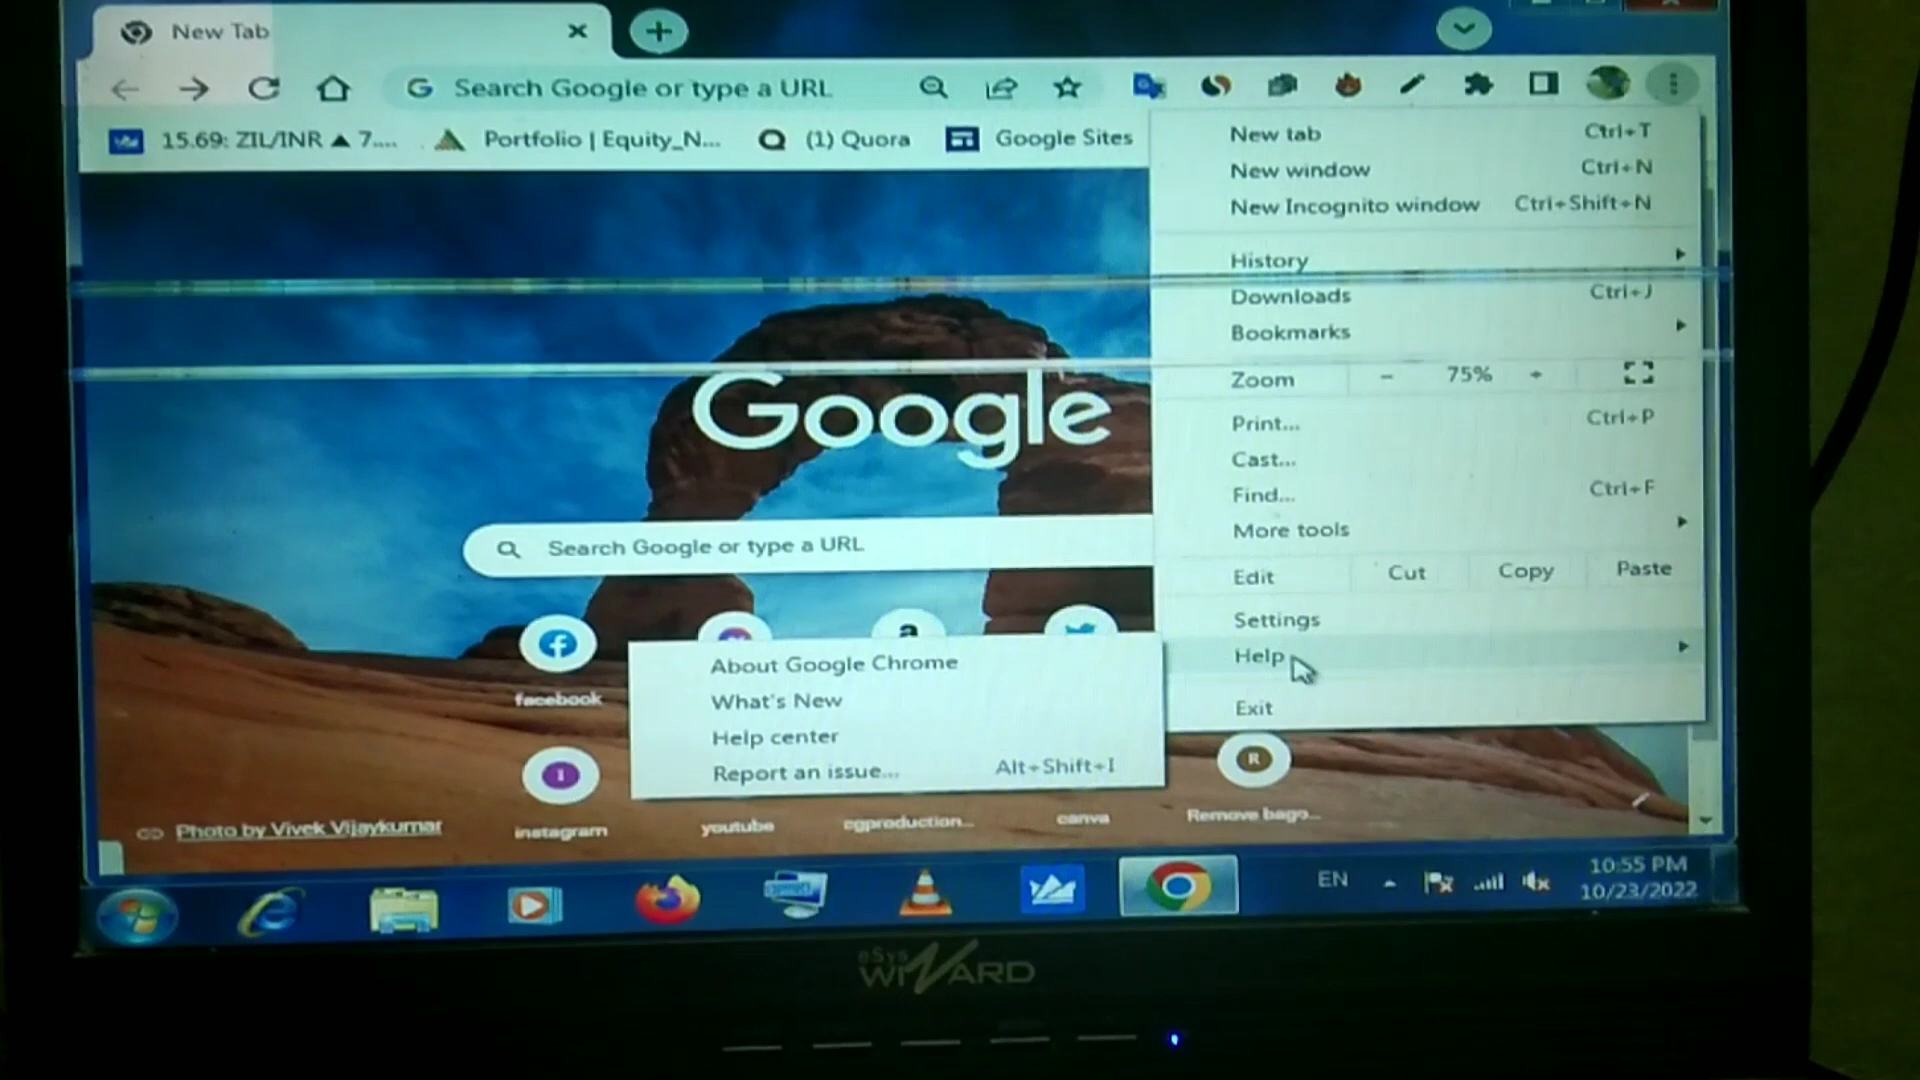 New Tab
Search Google or type a URL
15.69: ZIL/INR ▲ 7....
Portfolio | Equity_N...
(1) Quora
Google Sites
New tab Ctrl+T
New window Ctrl+N
New Incognito window Ctrl+Shift+N
History
Downloads Ctrl+J
Bookmarks
Zoom - 75% +
Print... Ctrl+P
Cast...
Find... Ctrl+F
More tools
Edit Cut Copy Paste
Settings
Help
Exit
Google
Search Google or type a URL
About Google Chrome
What's New
Help center
Report an issue... Alt+Shift+I
facebook
instagram
youtube
cgproduction...
canva
R
Remove bago...
Photo by Vivek Vijaykumar
EN
10:55 PM
10/23/2022
eSys
WIZARD